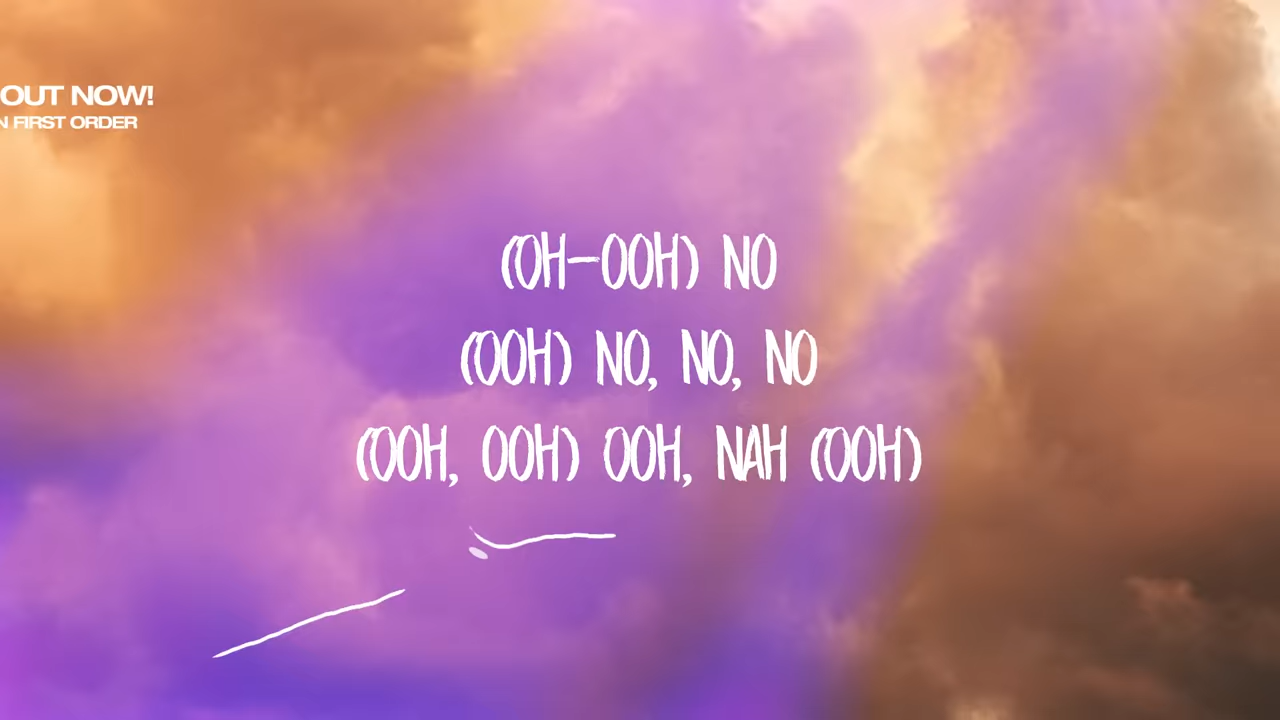 OUT NOW!
FIRST ORDER
(OH-OOH) NO
(OOH) NO, NO, NO
(OOH, OOH) OOH, NAH (OOH)